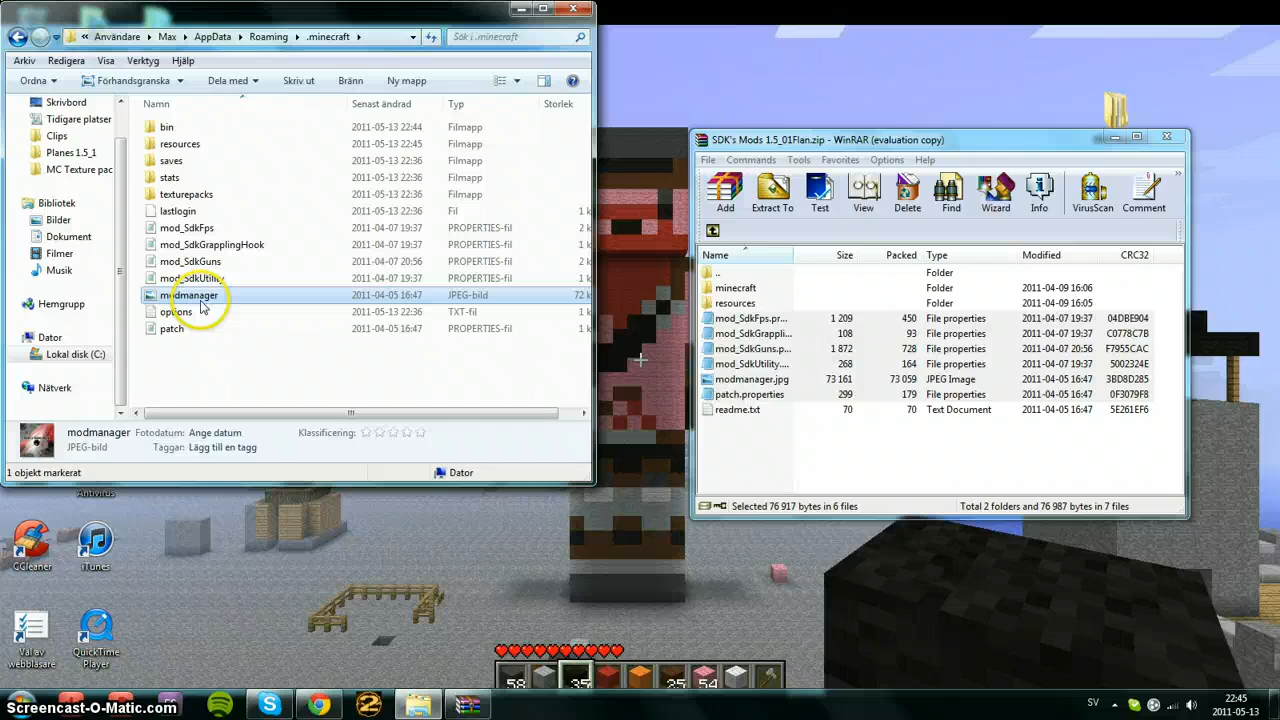 Användare Max AppData Roaming .minecraft Sök i .minecraft
Arkiv Redigera Visa Verktyg Hjälp
Ordna Förhandsgranska Dela med Skriv ut Bränn Ny mapp
Skrivbord
Tidigare platser
Clips
Planes 1.5_1
MC Texture pac
Bibliotek
Bilder
Dokument
Filmer
Musik
Hemgrupp
Dator
Lokal disk (C:)
Nätverk
Namn Senast ändrad Typ Storlek
bin 2011-05-13 22:44 Filmapp
resources 2011-05-13 22:45 Filmapp
saves 2011-05-13 22:36 Filmapp
stats 2011-05-13 22:36 Filmapp
texturepacks 2011-05-13 22:36 Filmapp
lastlogin 2011-05-13 22:36 Fil 1 k
mod_SdkFps 2011-04-07 19:37 PROPERTIES-fil 2 k
mod_SdkGrapplingHook 2011-04-07 19:37 PROPERTIES-fil 1 k
mod_SdkGuns 2011-04-07 20:56 PROPERTIES-fil 2 k
mod_SdkUtility 2011-04-07 19:37 PROPERTIES-fil 1 k
modmanager 2011-04-05 16:47 JPEG-bild 72 k
options 2011-05-13 22:36 TXT-fil 1 k
patch 2011-04-05 16:47 PROPERTIES-fil 1 k
modmanager Fotodatum: Ange datum Klassificering:
JPEG-bild Taggar: Lägg till en tagg
1 objekt markerat Dator
SDK's Mods 1.5_01Flan.zip - WinRAR (evaluation copy)
File Commands Tools Favorites Options Help
Add Extract To Test View Delete Find Wizard Info VirusScan Comment
Name Size Packed Type Modified CRC32
.. Folder
minecraft Folder 2011-04-09 16:06
resources Folder 2011-04-09 16:05
mod_SdkFps.pr... 1 209 450 File properties 2011-04-07 19:37 04DBE904
mod_SdkGrappli... 108 93 File properties 2011-04-07 19:37 C0778C7B
mod_SdkGuns.p... 1 872 728 File properties 2011-04-07 20:56 F7955CAC
mod_SdkUtility.... 268 164 File properties 2011-04-07 19:37 5002324E
modmanager.jpg 73 161 73 059 JPEG Image 2011-04-05 16:47 3BD8D285
patch.properties 299 179 File properties 2011-04-05 16:47 0F3079F8
readme.txt 70 70 Text Document 2011-04-05 16:47 5E261EF6
Selected 76 917 bytes in 6 files Total 2 folders and 76 987 bytes in 7 files
Antivirus
CCleaner iTunes
Val av webbläsare
QuickTime Player
58 35 25 54
Screencast-O-Matic.com
SV 22:45
2011-05-13